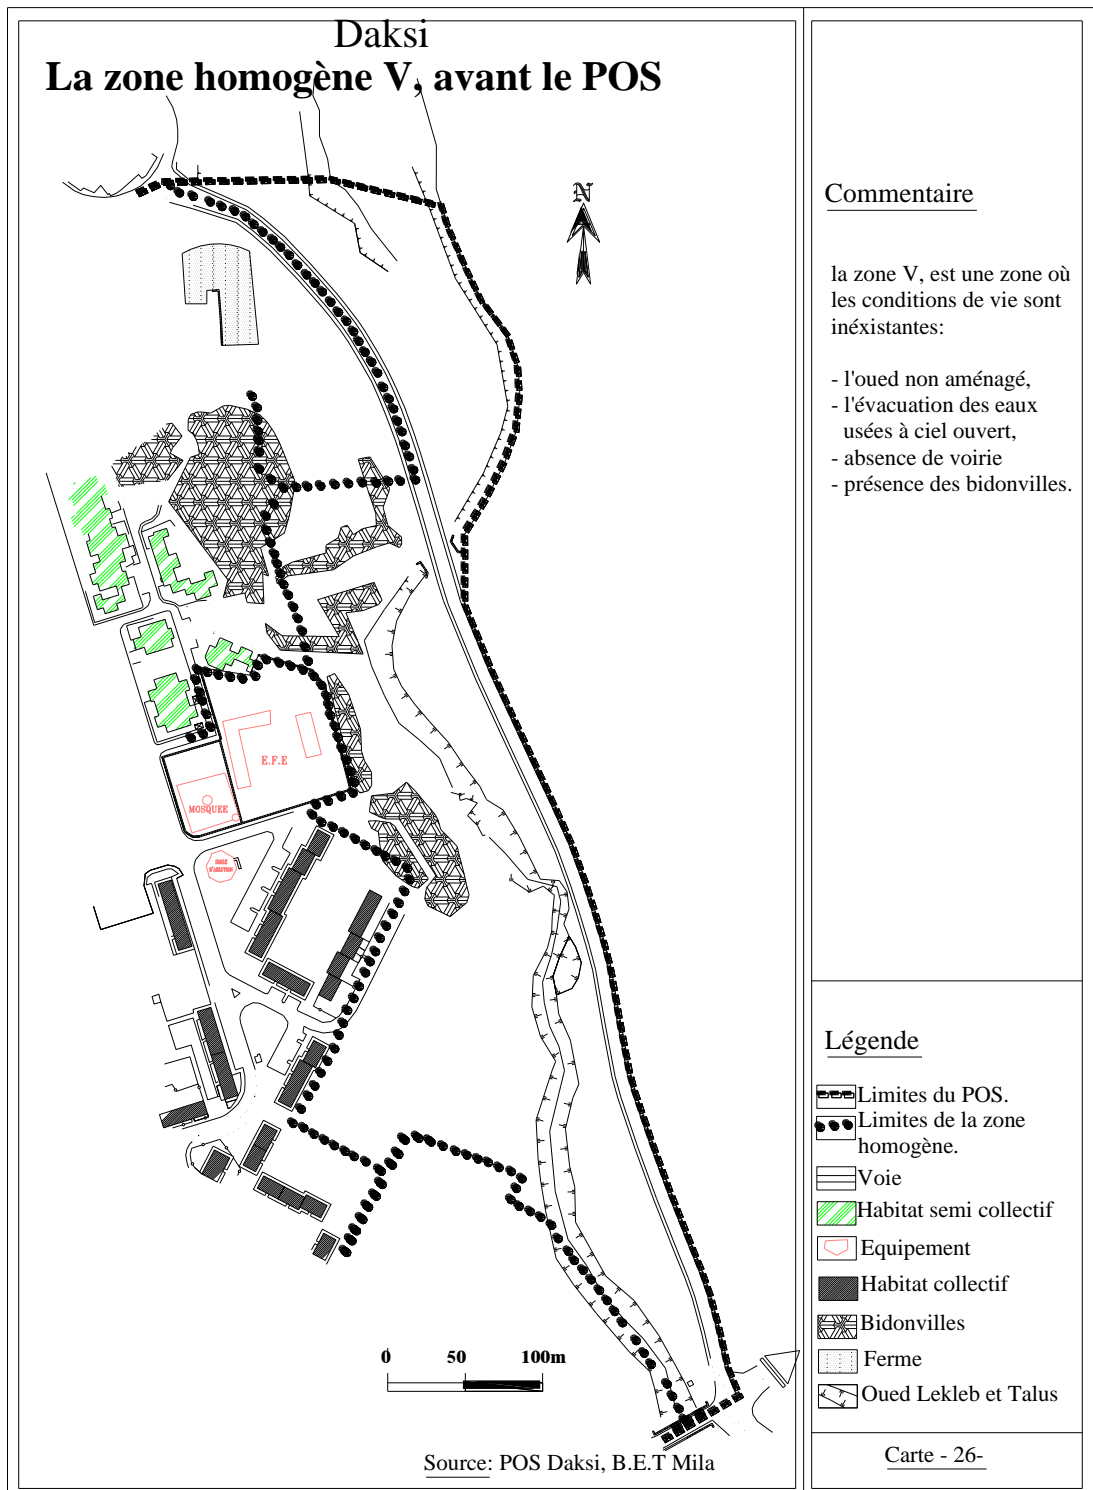 Daksi
La zone homogène V, avant le POS
N
E.F.E
MOSQUEE
SALLE
D'ABLUTION
0 50 100m
Source: POS Daksi, B.E.T Mila
Commentaire
la zone V, est une zone où
les conditions de vie sont
inéxistantes:
- l'oued non aménagé,
- l'évacuation des eaux
usées à ciel ouvert,
- absence de voirie
- présence des bidonvilles.
Légende
Limites du POS.
Limites de la zone
homogène.
Voie
Habitat semi collectif
Equipement
Habitat collectif
Bidonvilles
Ferme
Oued Lekleb et Talus
Carte - 26-